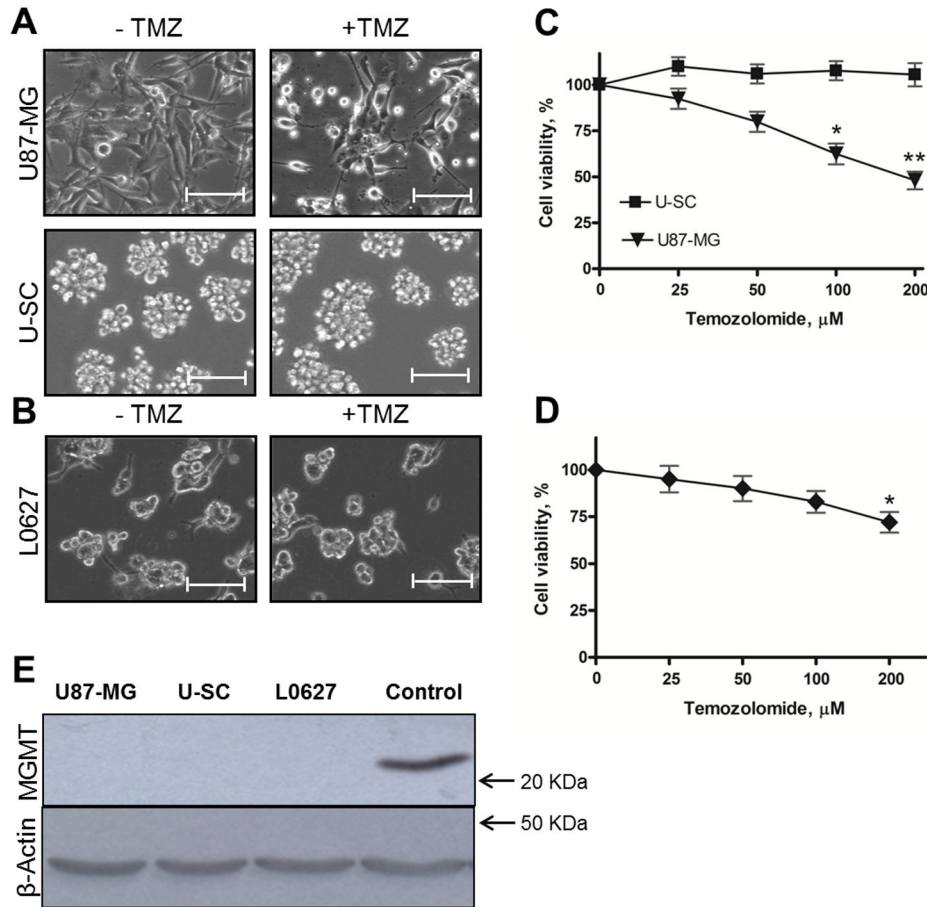 A
- TMZ
+TMZ
U87-MG
U-SC
B
- TMZ
+TMZ
L0627
C
Cell viability, %
100
75
50
25
0
*
**
U-SC
U87-MG
0 25 50 100 200
Temozolomide, μM
D
Cell viability, %
100
75
50
25
0
*
0 25 50 100 200
Temozolomide, μM
E
U87-MG U-SC L0627 Control
MGMT
← 20 KDa
← 50 KDa
β-Actin